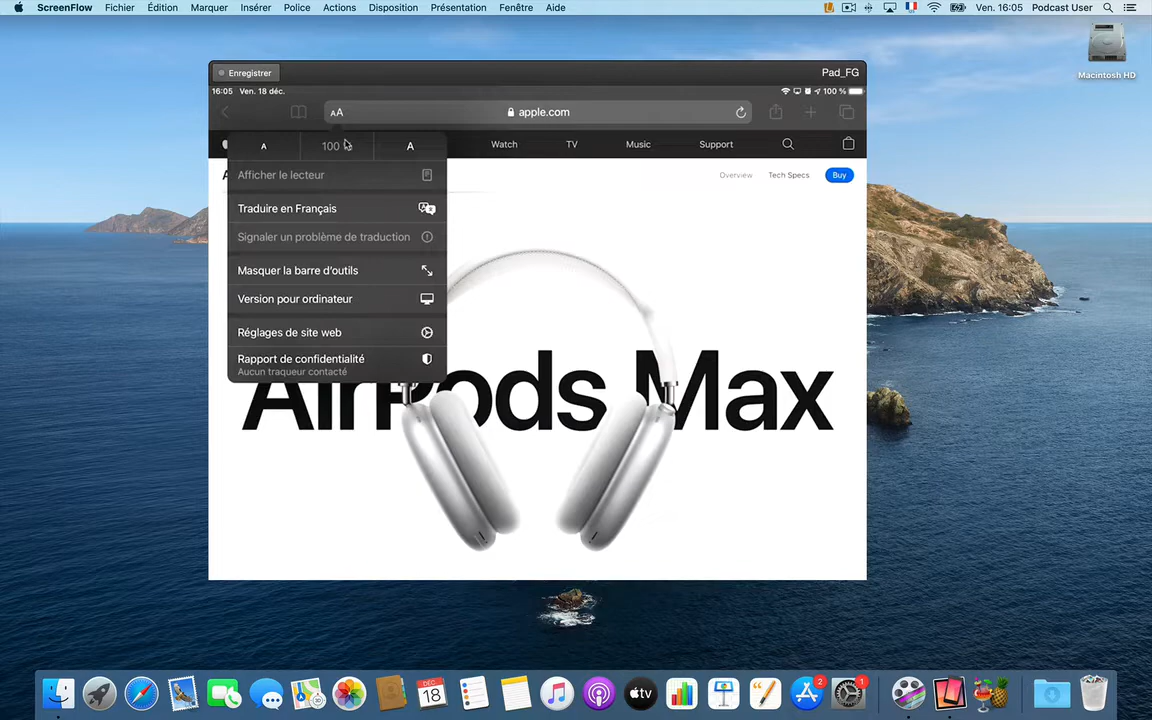 ScreenFlow Fichier Édition Marquer Insérer Police Actions Disposition Présentation Fenêtre Aide Ven. 16:05 Podcast User
Macintosh HD
Enregistrer Pad_FG
16:05 Ven. 18 déc. 100 %
AA apple.com
A 100 A Watch TV Music Support
Afficher le lecteur Overview Tech Specs Buy
Traduire en Français
Signaler un problème de traduction
Masquer la barre d'outils
Version pour ordinateur
Réglages de site web
Rapport de confidentialité
Aucun traqueur contacté
AirPods Max
DÉC
18
tv
2
1